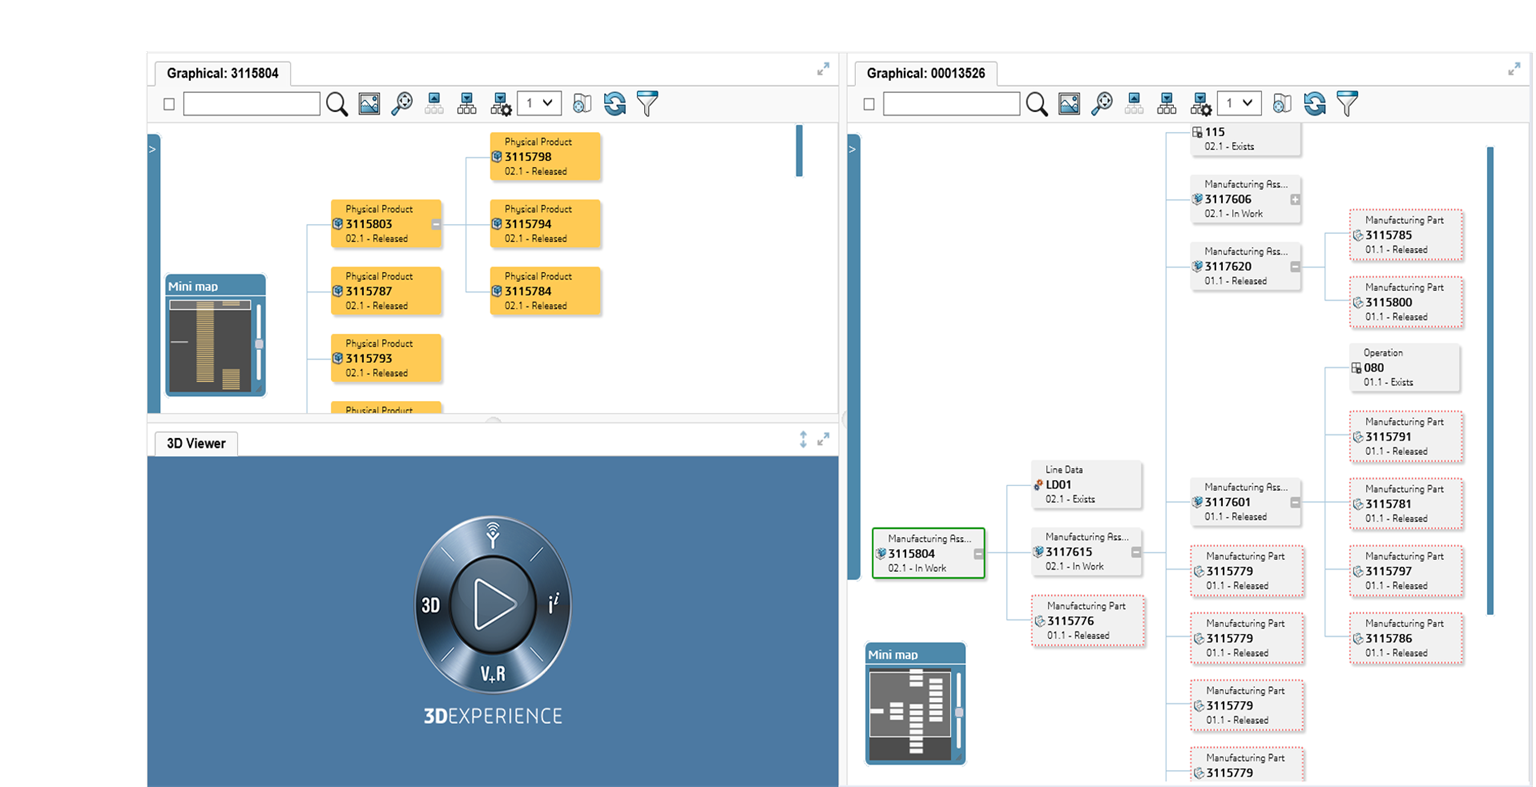 Graphical: 3115804
1
Physical Product
3115798
02.1 - Released
Physical Product
3115803
02.1 - Released
Physical Product
3115794
02.1 - Released
Physical Product
3115787
02.1 - Released
Physical Product
3115784
02.1 - Released
Physical Product
3115793
02.1 - Released
Physical Product
Mini map
3D Viewer
3D
i²
V+R
3DEXPERIENCE
Graphical: 00013526
1
115
02.1 - Exists
Manufacturing Ass...
3117606
02.1 - In Work
Manufacturing Ass...
3117620
02.1 - Released
Manufacturing Part
3115785
01.1 - Released
Manufacturing Part
3115800
01.1 - Released
Operation
080
01.1 - Exists
Manufacturing Part
3115791
01.1 - Released
Manufacturing Part
3115781
01.1 - Released
Manufacturing Part
3115797
01.1 - Released
Manufacturing Part
3115786
01.1 - Released
Line Data
LD01
02.1 - Exists
Manufacturing Ass...
3117601
01.1 - Released
Manufacturing Ass...
3115804
02.1 - In Work
Manufacturing Ass...
3117615
02.1 - In Work
Manufacturing Part
3115776
01.1 - Released
Manufacturing Part
3115779
01.1 - Released
Manufacturing Part
3115779
01.1 - Released
Manufacturing Part
3115779
01.1 - Released
Manufacturing Part
3115779
Mini map